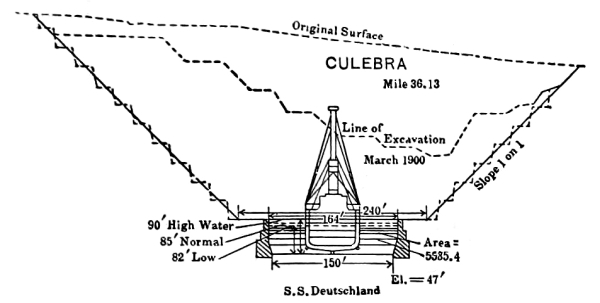 Original Surface
CULEBRA
Mile 36.13
Line of Excavation
March 1900
Slope 1 on 1
240'
164'
90' High Water
85' Normal
82' Low
Area =
5535.4
150'
El. = 47'
S.S. Deutschland